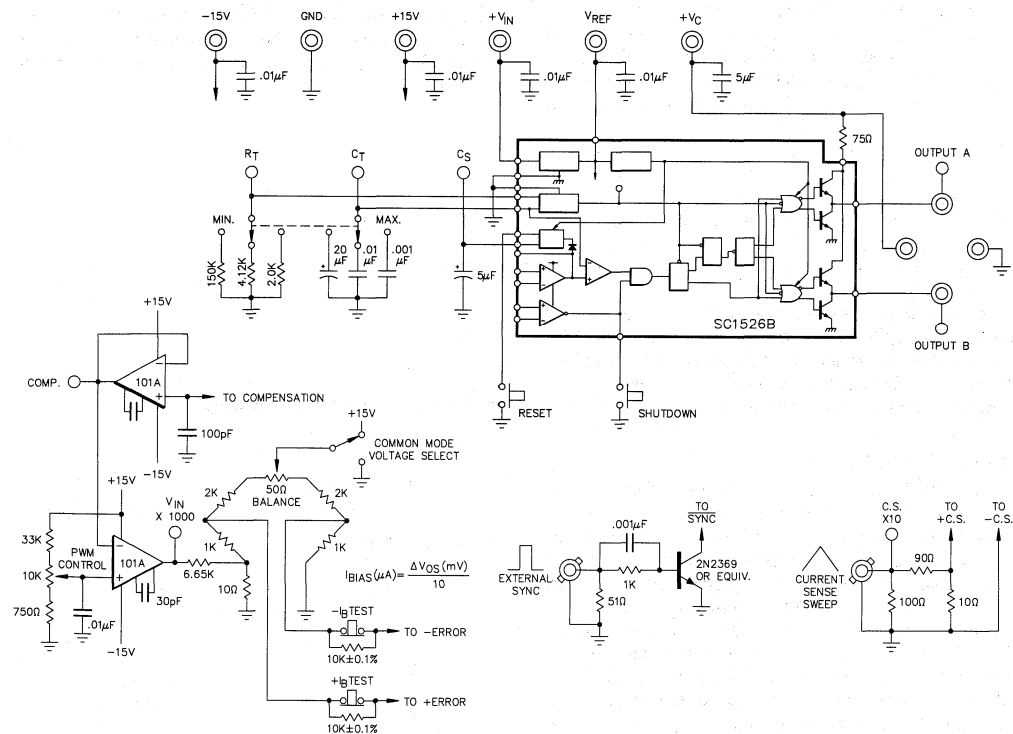 −15V
GND
+15V
+VIN
VREF
+VC
.01μF
.01μF
.01μF
.01μF
5μF
75Ω
OUTPUT A
RT
CT
CS
MIN.
MAX.
150K
4.12K
2.0K
20 μF
.01 μF
.001 μF
5μF
SC1526B
OUTPUT B
RESET
SHUTDOWN
+15V
COMP.
101A
TO COMPENSATION
100pF
−15V
+15V
COMMON MODE
VOLTAGE SELECT
50Ω
BALANCE
2K
2K
1K
1K
+15V
VIN
X 1000
33K
10K
750Ω
PWM
CONTROL
101A
6.65K
10Ω
30pF
.01μF
−15V
IBIAS(μA)= ΔVOS(mV)
10
−IBTEST
TO −ERROR
10K±0.1%
+IBTEST
TO +ERROR
10K±0.1%
EXTERNAL
SYNC
.001μF
1K
51Ω
TO
SYNC
2N2369
OR EQUIV.
CURRENT
SENSE
SWEEP
C.S.
X10
TO
+C.S.
TO
−C.S.
90Ω
100Ω
10Ω